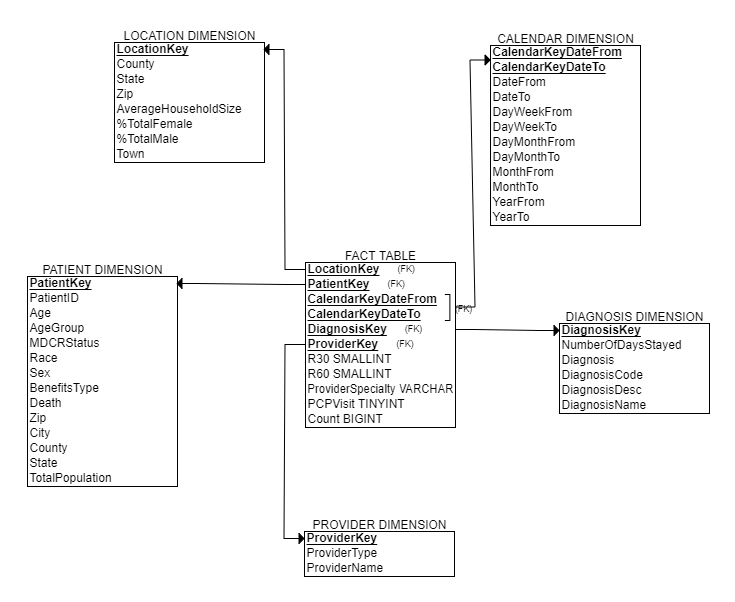 LOCATION DIMENSION
LocationKey
County
State
Zip
AverageHouseholdSize
%TotalFemale
%TotalMale
Town
CALENDAR DIMENSION
CalendarKeyDateFrom
CalendarKeyDateTo
DateFrom
DateTo
DayWeekFrom
DayWeekTo
DayMonthFrom
DayMonthTo
MonthFrom
MonthTo
YearFrom
YearTo
FACT TABLE
LocationKey (FK)
PatientKey (FK)
CalendarKeyDateFrom
CalendarKeyDateTo (FK)
DiagnosisKey (FK)
ProviderKey (FK)
R30 SMALLINT
R60 SMALLINT
ProviderSpecialty VARCHAR
PCPVisit TINYINT
Count BIGINT
PATIENT DIMENSION
PatientKey
PatientID
Age
AgeGroup
MDCRStatus
Race
Sex
BenefitsType
Death
Zip
City
County
State
TotalPopulation
DIAGNOSIS DIMENSION
DiagnosisKey
NumberOfDaysStayed
Diagnosis
DiagnosisCode
DiagnosisDesc
DiagnosisName
PROVIDER DIMENSION
ProviderKey
ProviderType
ProviderName